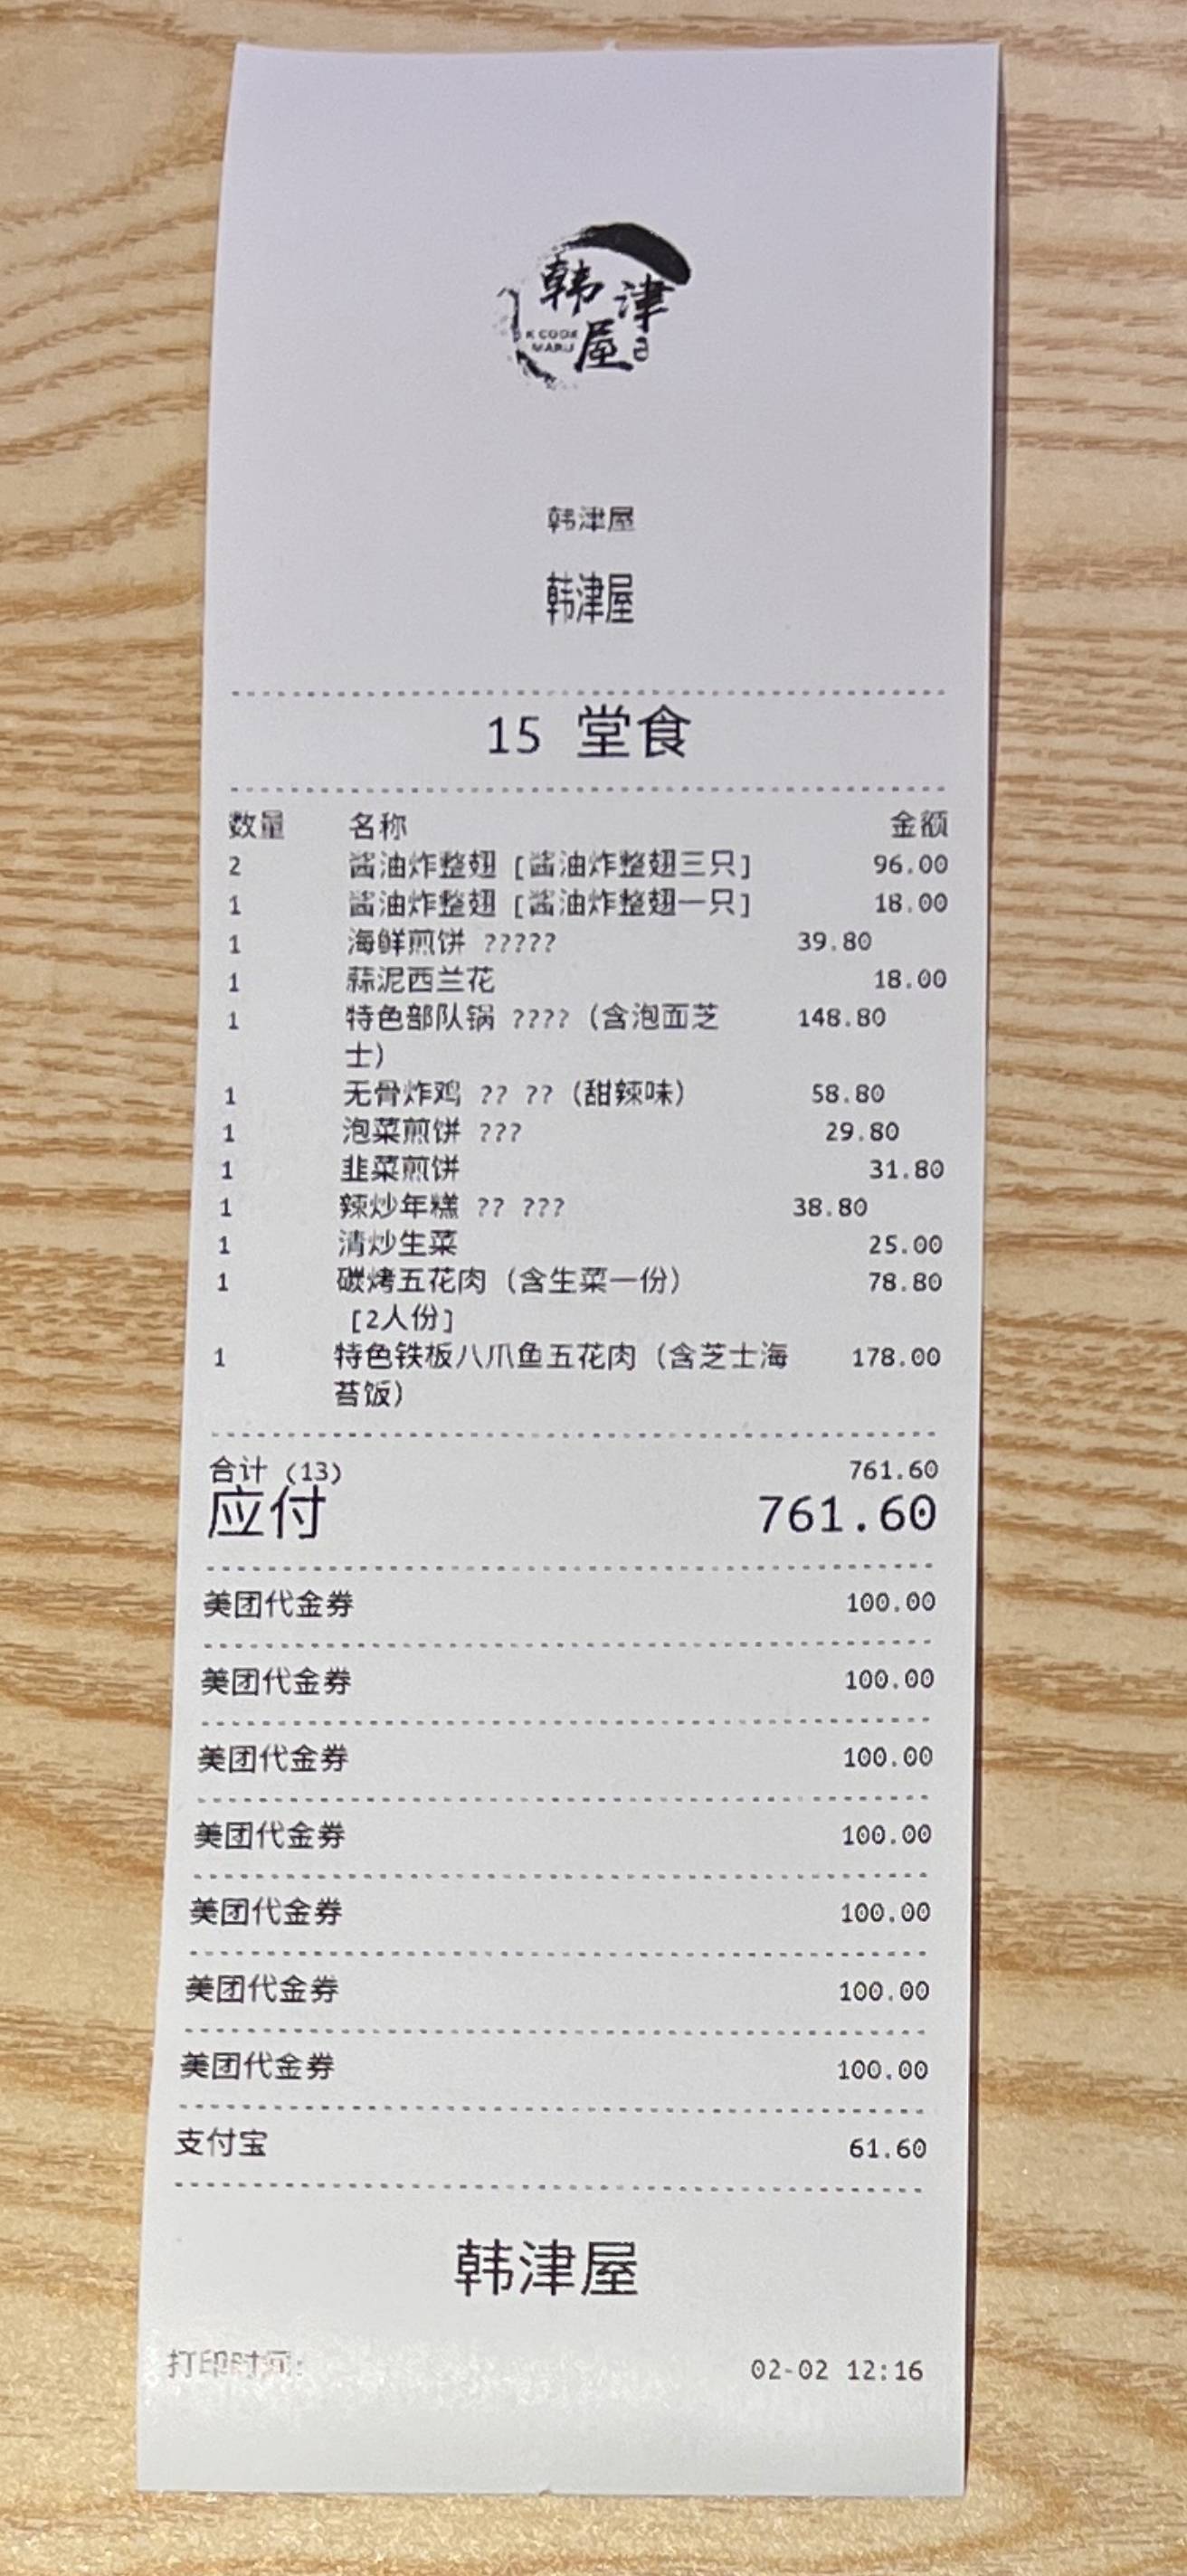 韩津
K COOK 屋a
MARU
韩津屋
韩津屋
15 堂食
数量 名称 金额
2 酱油炸整翅 [酱油炸整翅三只] 96.00
1 酱油炸整翅 [酱油炸整翅一只] 18.00
1 海鲜煎饼 ????? 39.80
1 蒜泥西兰花 18.00
1 特色部队锅 ???? (含泡面芝 148.80
士)
1 无骨炸鸡 ?? ?? (甜辣味) 58.80
1 泡菜煎饼 ??? 29.80
1 韭菜煎饼 31.80
1 辣炒年糕 ?? ??? 38.80
1 清炒生菜 25.00
1 碳烤五花肉 (含生菜一份) 78.80
[2人份]
1 特色铁板八爪鱼五花肉 (含芝士海 178.00
苔饭)
合计 (13) 761.60
应付 761.60
美团代金券 100.00
美团代金券 100.00
美团代金券 100.00
美团代金券 100.00
美团代金券 100.00
美团代金券 100.00
美团代金券 100.00
支付宝 61.60
韩津屋
打印时间: 02-02 12:16